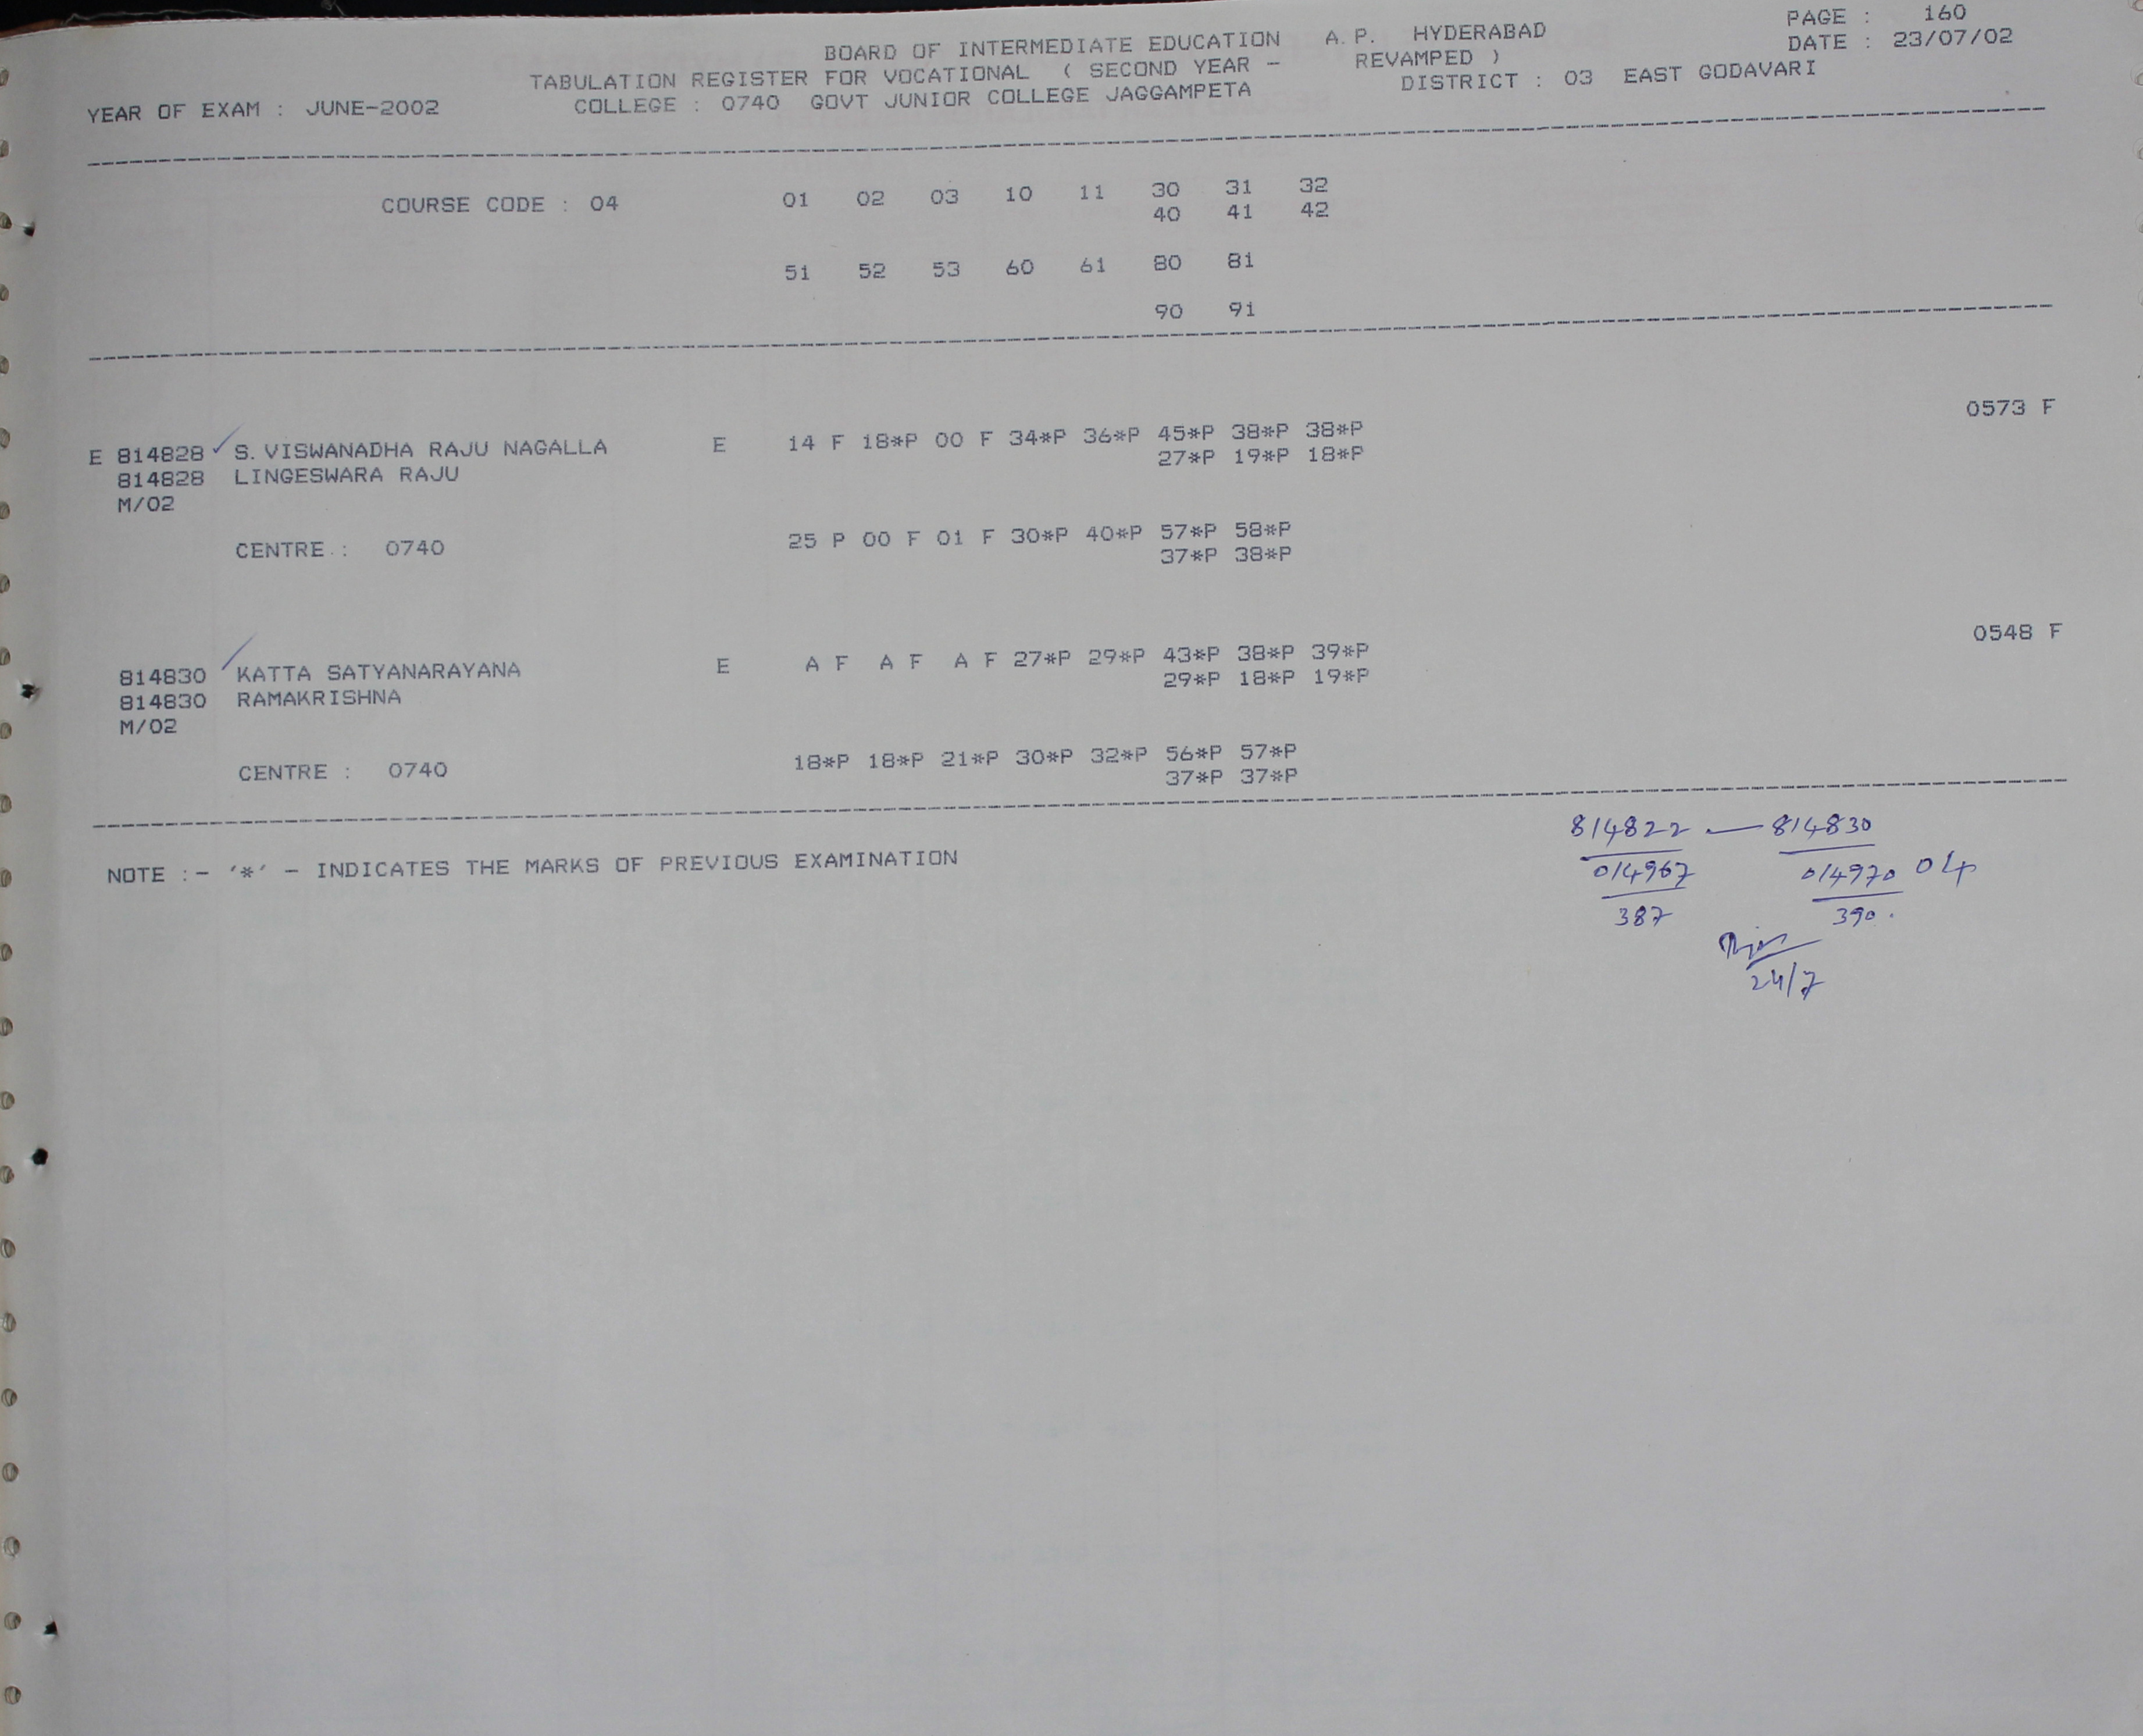 PAGE : 160
BOARD OF INTERMEDIATE EDUCATION A.P. HYDERABAD
DATE : 23/07/02
TABULATION REGISTER FOR VOCATIONAL ( SECOND YEAR - REVAMPED )
YEAR OF EXAM : JUNE-2002 COLLEGE : 0740 GOVT JUNIOR COLLEGE JAGGAMPETA DISTRICT : 03 EAST GODAVARI
COURSE CODE : 04 01 02 03 10 11 30 31 32
40 41 42
51 52 53 60 61 80 81
90 91
0573 F
E 814828 S. VISWANADHA RAJU NAGALLA E 14 F 18*P 00 F 34*P 36*P 45*P 38*P 38*P
814828 LINGESWARA RAJU 27*P 19*P 18*P
M/02
CENTRE : 0740 25 P 00 F 01 F 30*P 40*P 57*P 58*P
37*P 38*P
0548 F
814830 KATTA SATYANARAYANA E A F A F A F 27*P 29*P 43*P 38*P 39*P
814830 RAMAKRISHNA 29*P 18*P 19*P
M/02
CENTRE : 0740 18*P 18*P 21*P 30*P 32*P 56*P 57*P
37*P 37*P
NOTE :- '*' - INDICATES THE MARKS OF PREVIOUS EXAMINATION
814822 — 814830
014967 014970 04
387 390.
24/7